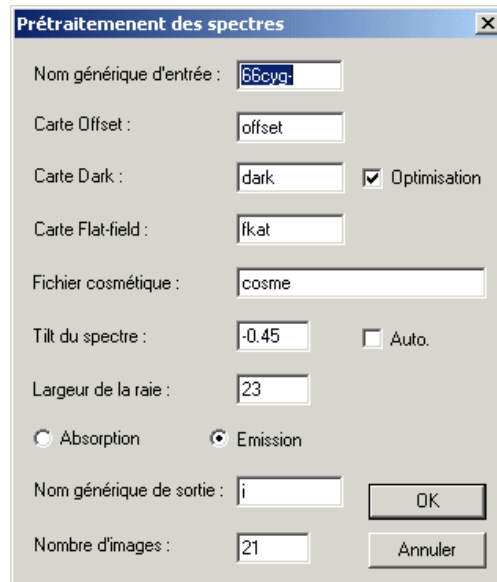 Prétraitemenent des spectres
Nom générique d'entrée : 66cyg-
Carte Offset : offset
Carte Dark : dark Optimisation
Carte Flat-field : fkat
Fichier cosmétique : cosme
Tilt du spectre : -0.45 Auto.
Largeur de la raie : 23
Absorption Emission
Nom générique de sortie : i OK
Nombre d'images : 21 Annuler